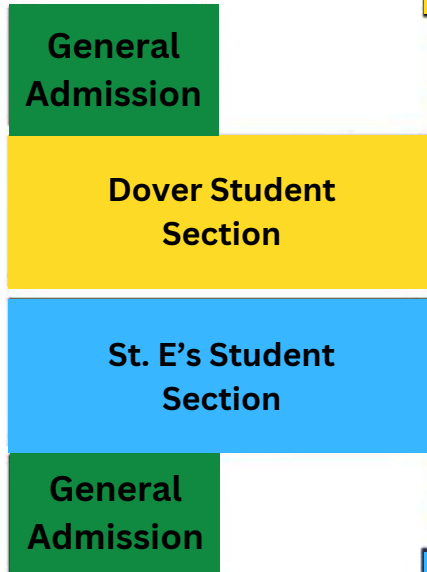 General
Admission
Dover Student
Section
St. E’s Student
Section
General
Admission